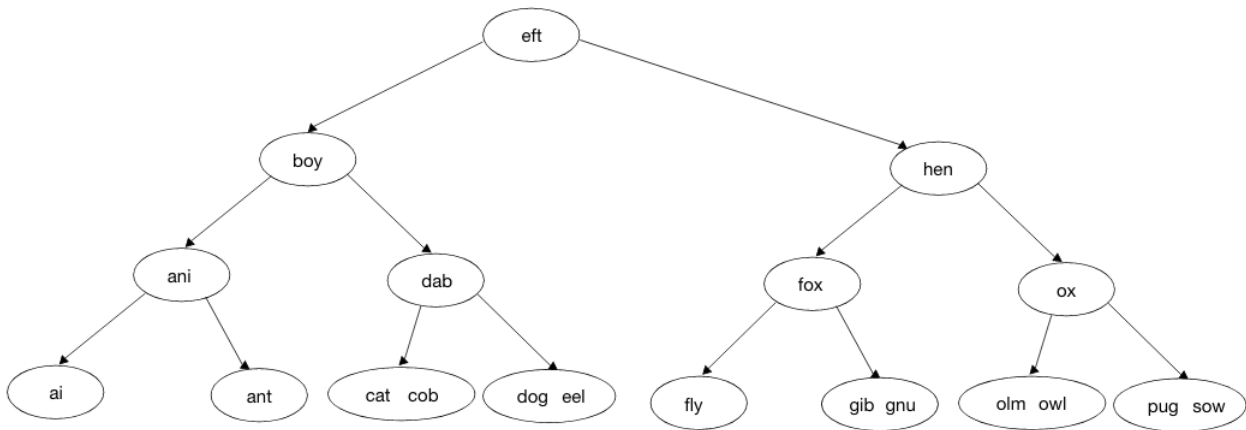 eft
boy
hen
ani
dab
fox
ox
ai
ant
cat cob
dog eel
fly
gib gnu
olm owl
pug sow